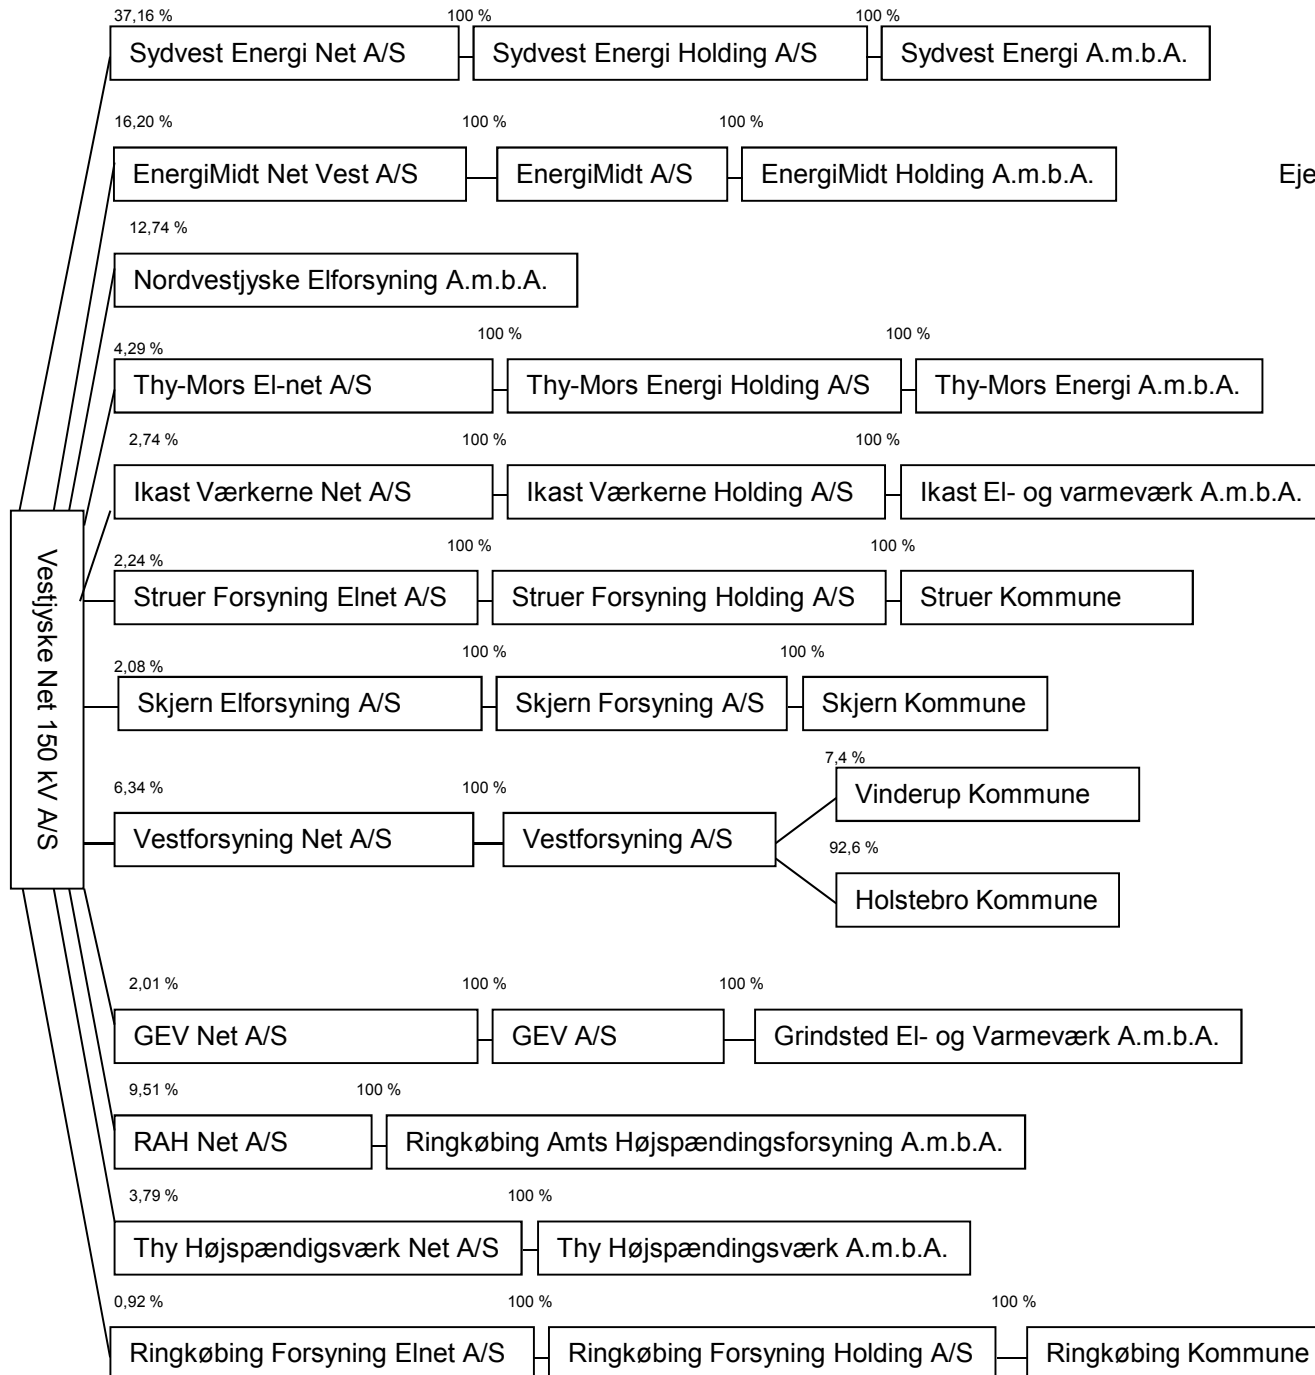 37,16 % 100 % 100 %
Sydvest Energi Net A/S Sydvest Energi Holding A/S Sydvest Energi A.m.b.A.
16,20 % 100 % 100 %
EnergiMidt Net Vest A/S EnergiMidt A/S EnergiMidt Holding A.m.b.A. Eje
12,74 %
Nordvestjyske Elforsyning A.m.b.A.
4,29 % 100 % 100 %
Thy-Mors El-net A/S Thy-Mors Energi Holding A/S Thy-Mors Energi A.m.b.A.
2,74 % 100 % 100 %
Ikast Værkerne Net A/S Ikast Værkerne Holding A/S Ikast El- og varmeværk A.m.b.A.
Vestjyske Net 150 kV A/S
2,24 % 100 % 100 %
Struer Forsyning Elnet A/S Struer Forsyning Holding A/S Struer Kommune
2,08 % 100 % 100 %
Skjern Elforsyning A/S Skjern Forsyning A/S Skjern Kommune
7,4 %
Vinderup Kommune
6,34 % 100 %
Vestforsyning Net A/S Vestforsyning A/S
92,6 %
Holstebro Kommune
2,01 % 100 % 100 %
GEV Net A/S GEV A/S Grindsted El- og Varmeværk A.m.b.A.
9,51 % 100 %
RAH Net A/S Ringkøbing Amts Højspændingsforsyning A.m.b.A.
3,79 % 100 %
Thy Højspændigsværk Net A/S Thy Højspændingsværk A.m.b.A.
0,92 % 100 % 100 %
Ringkøbing Forsyning Elnet A/S Ringkøbing Forsyning Holding A/S Ringkøbing Kommune